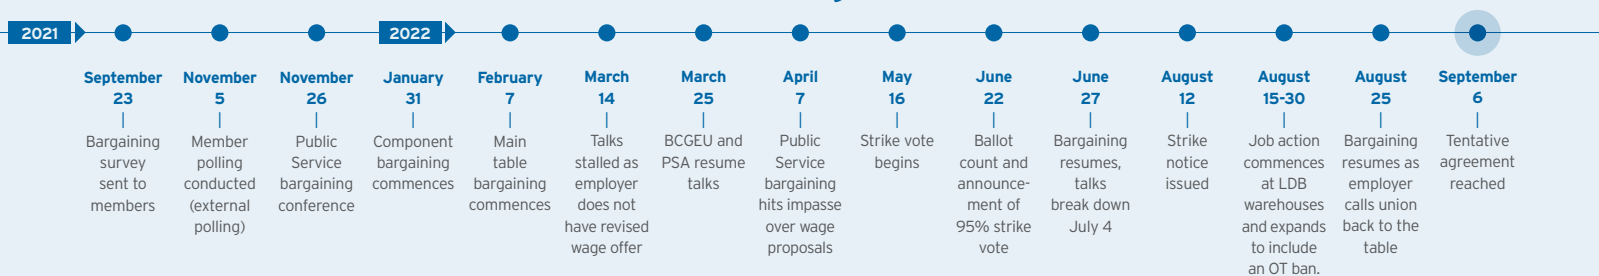 2021
September
23
Bargaining
survey
sent to
members
November
5
Member
polling
conducted
(external
polling)
November
26
Public
Service
bargaining
conference
2022
January
31
Component
bargaining
commences
February
7
Main
table
bargaining
commences
March
14
Talks
stalled as
employer
does not
have revised
wage offer
March
25
BCGEU and
PSA resume
talks
April
7
Public
Service
bargaining
hits impasse
over wage
proposals
May
16
Strike vote
begins
June
22
Ballot
count and
announce-
ment of
95% strike
vote
June
27
Bargaining
resumes,
talks
break down
July 4
August
12
Strike
notice
issued
August
15-30
Job action
commences
at LDB
warehouses
and expands
to include
an OT ban.
August
25
Bargaining
resumes as
employer
calls union
back to the
table
September
6
Tentative
agreement
reached